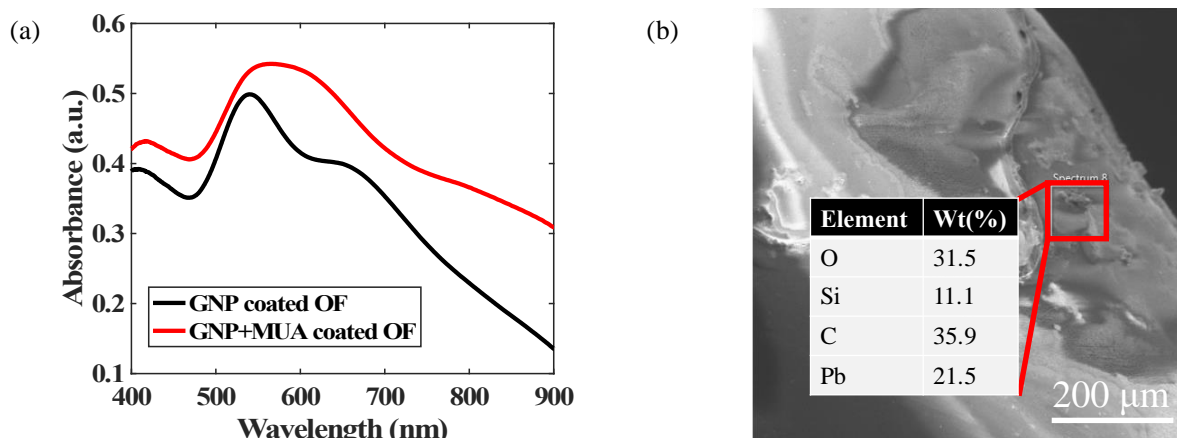 (a)
0.6
0.5
0.4
0.3
0.2
0.1
Absorbance (a.u.)
GNP coated OF
GNP+MUA coated OF
400 500 600 700 800 900
Wavelength (nm)
(b)
Spectrum 8
Element Wt(%)
O 31.5
Si 11.1
C 35.9
Pb 21.5
200 μm